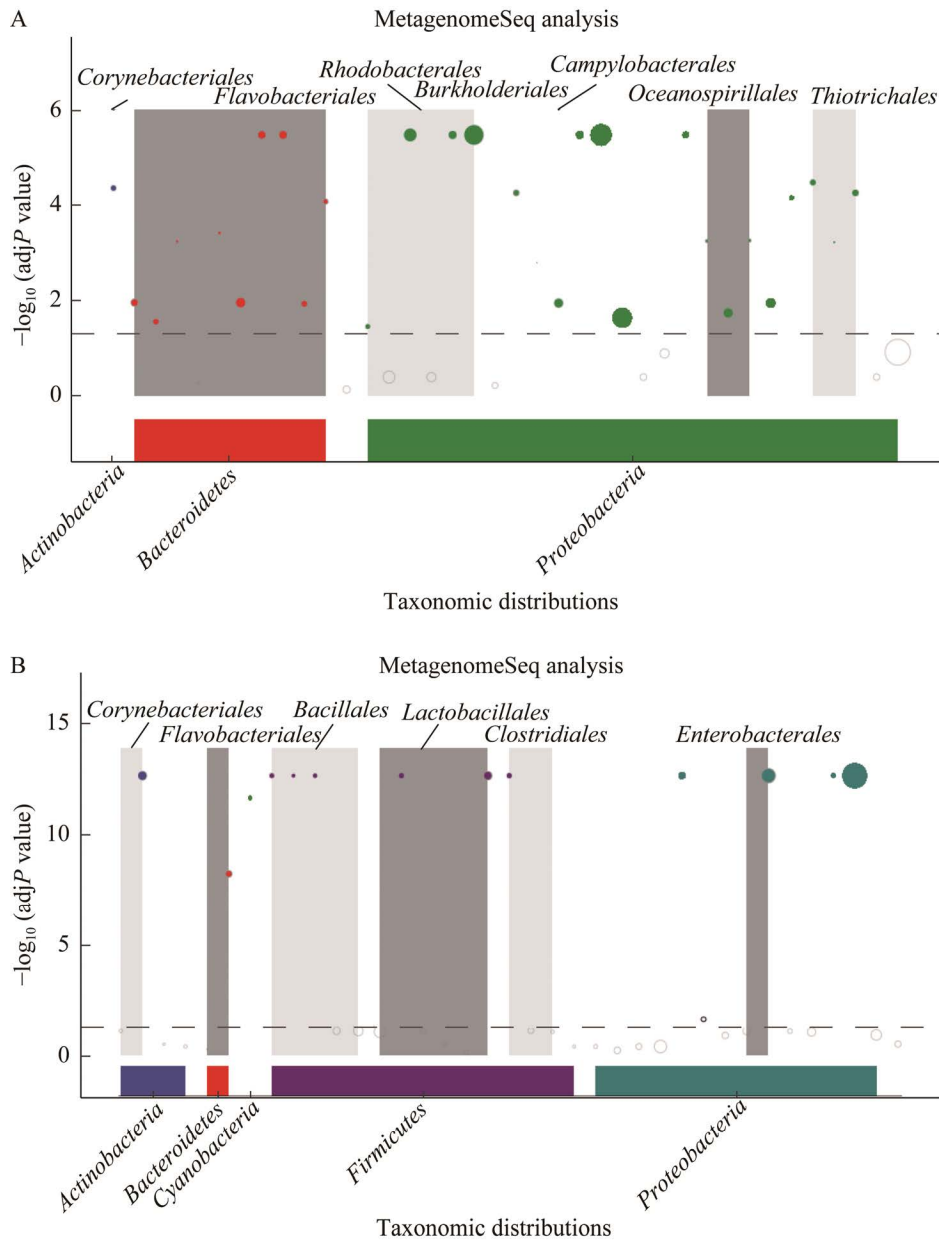 A
MetagenomeSeq analysis
Corynebacteriales
Rhodobacterales
Campylobacterales
Flavobacteriales
Burkholderiales
Oceanospirillales
Thiotrichales
6
4
2
0
−log₁₀ (adjP value)
Actinobacteria
Bacteroidetes
Proteobacteria
Taxonomic distributions
B
MetagenomeSeq analysis
Corynebacteriales
Bacillales
Lactobacillales
Flavobacteriales
Clostridiales
Enterobacterales
15
10
5
0
−log₁₀ (adjP value)
Actinobacteria
Bacteroidetes
Cyanobacteria
Firmicutes
Proteobacteria
Taxonomic distributions